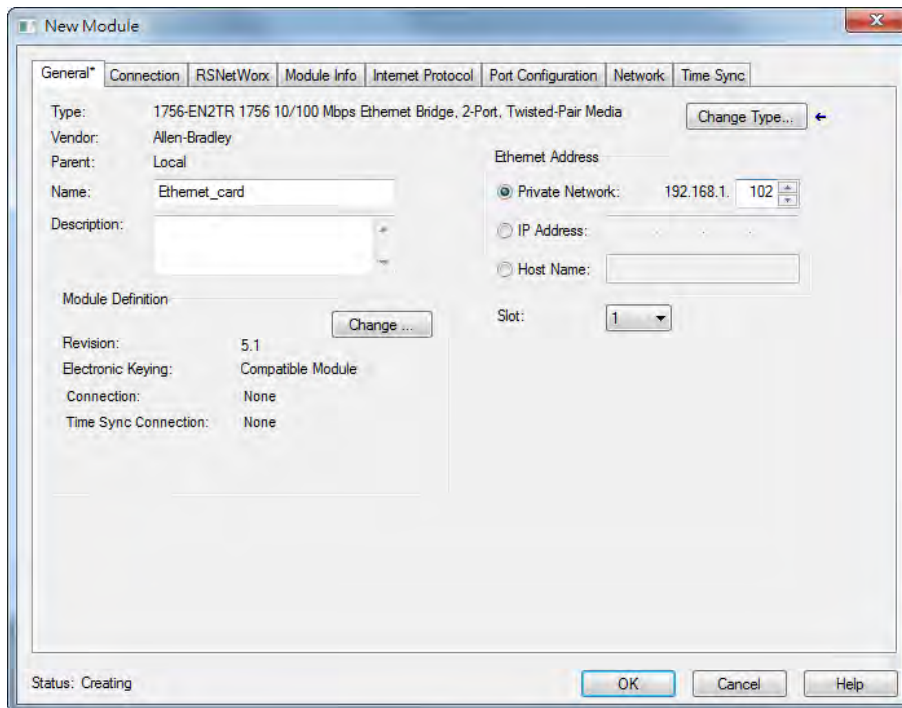 New Module
General* Connection RSNetWorx Module Info Internet Protocol Port Configuration Network Time Sync
Type: 1756-EN2TR 1756 10/100 Mbps Ethernet Bridge, 2-Port, Twisted-Pair Media
Change Type...
Vendor: Allen-Bradley
Parent: Local
Name: Ethernet_card
Description:
Ethernet Address
Private Network: 192.168.1. 102
IP Address: . . .
Host Name:
Slot: 1
Module Definition
Change ...
Revision: 5.1
Electronic Keying: Compatible Module
Connection: None
Time Sync Connection: None
Status: Creating
OK Cancel Help